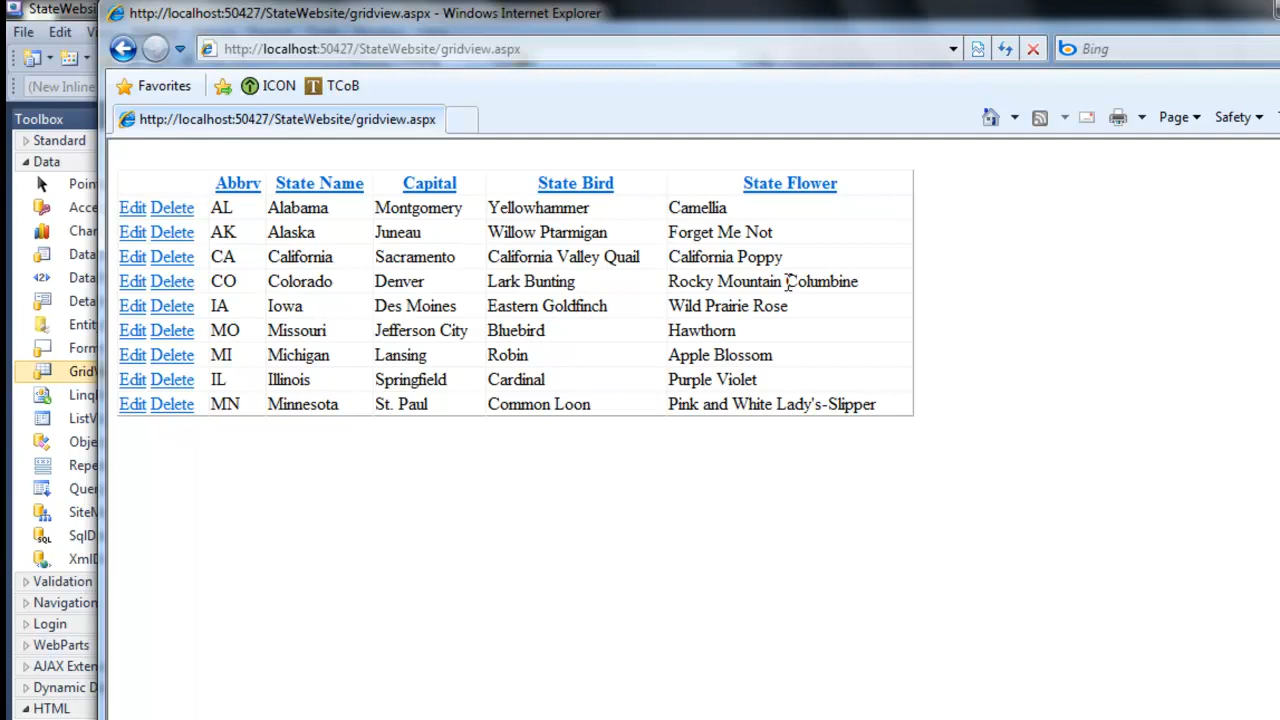 StateWebsi
http://localhost:50427/StateWebsite/gridview.aspx - Windows Internet Explorer
File Edit Vi
http://localhost:50427/StateWebsite/gridview.aspx
Bing
(New Inline
Favorites ICON T TCoB
http://localhost:50427/StateWebsite/gridview.aspx
Page Safety
Toolbox
Standard
Data
Poin
Acce
Char
Data
Data
Deta
Entit
Form
GridV
Linq
ListV
Obje
Repe
Quer
SiteM
SqlD
XmlD
Validation
Navigation
Login
WebParts
AJAX Exten
Dynamic D
HTML
Abbrv State Name Capital State Bird State Flower
Edit Delete AL Alabama Montgomery Yellowhammer Camellia
Edit Delete AK Alaska Juneau Willow Ptarmigan Forget Me Not
Edit Delete CA California Sacramento California Valley Quail California Poppy
Edit Delete CO Colorado Denver Lark Bunting Rocky Mountain Columbine
Edit Delete IA Iowa Des Moines Eastern Goldfinch Wild Prairie Rose
Edit Delete MO Missouri Jefferson City Bluebird Hawthorn
Edit Delete MI Michigan Lansing Robin Apple Blossom
Edit Delete IL Illinois Springfield Cardinal Purple Violet
Edit Delete MN Minnesota St. Paul Common Loon Pink and White Lady's-Slipper